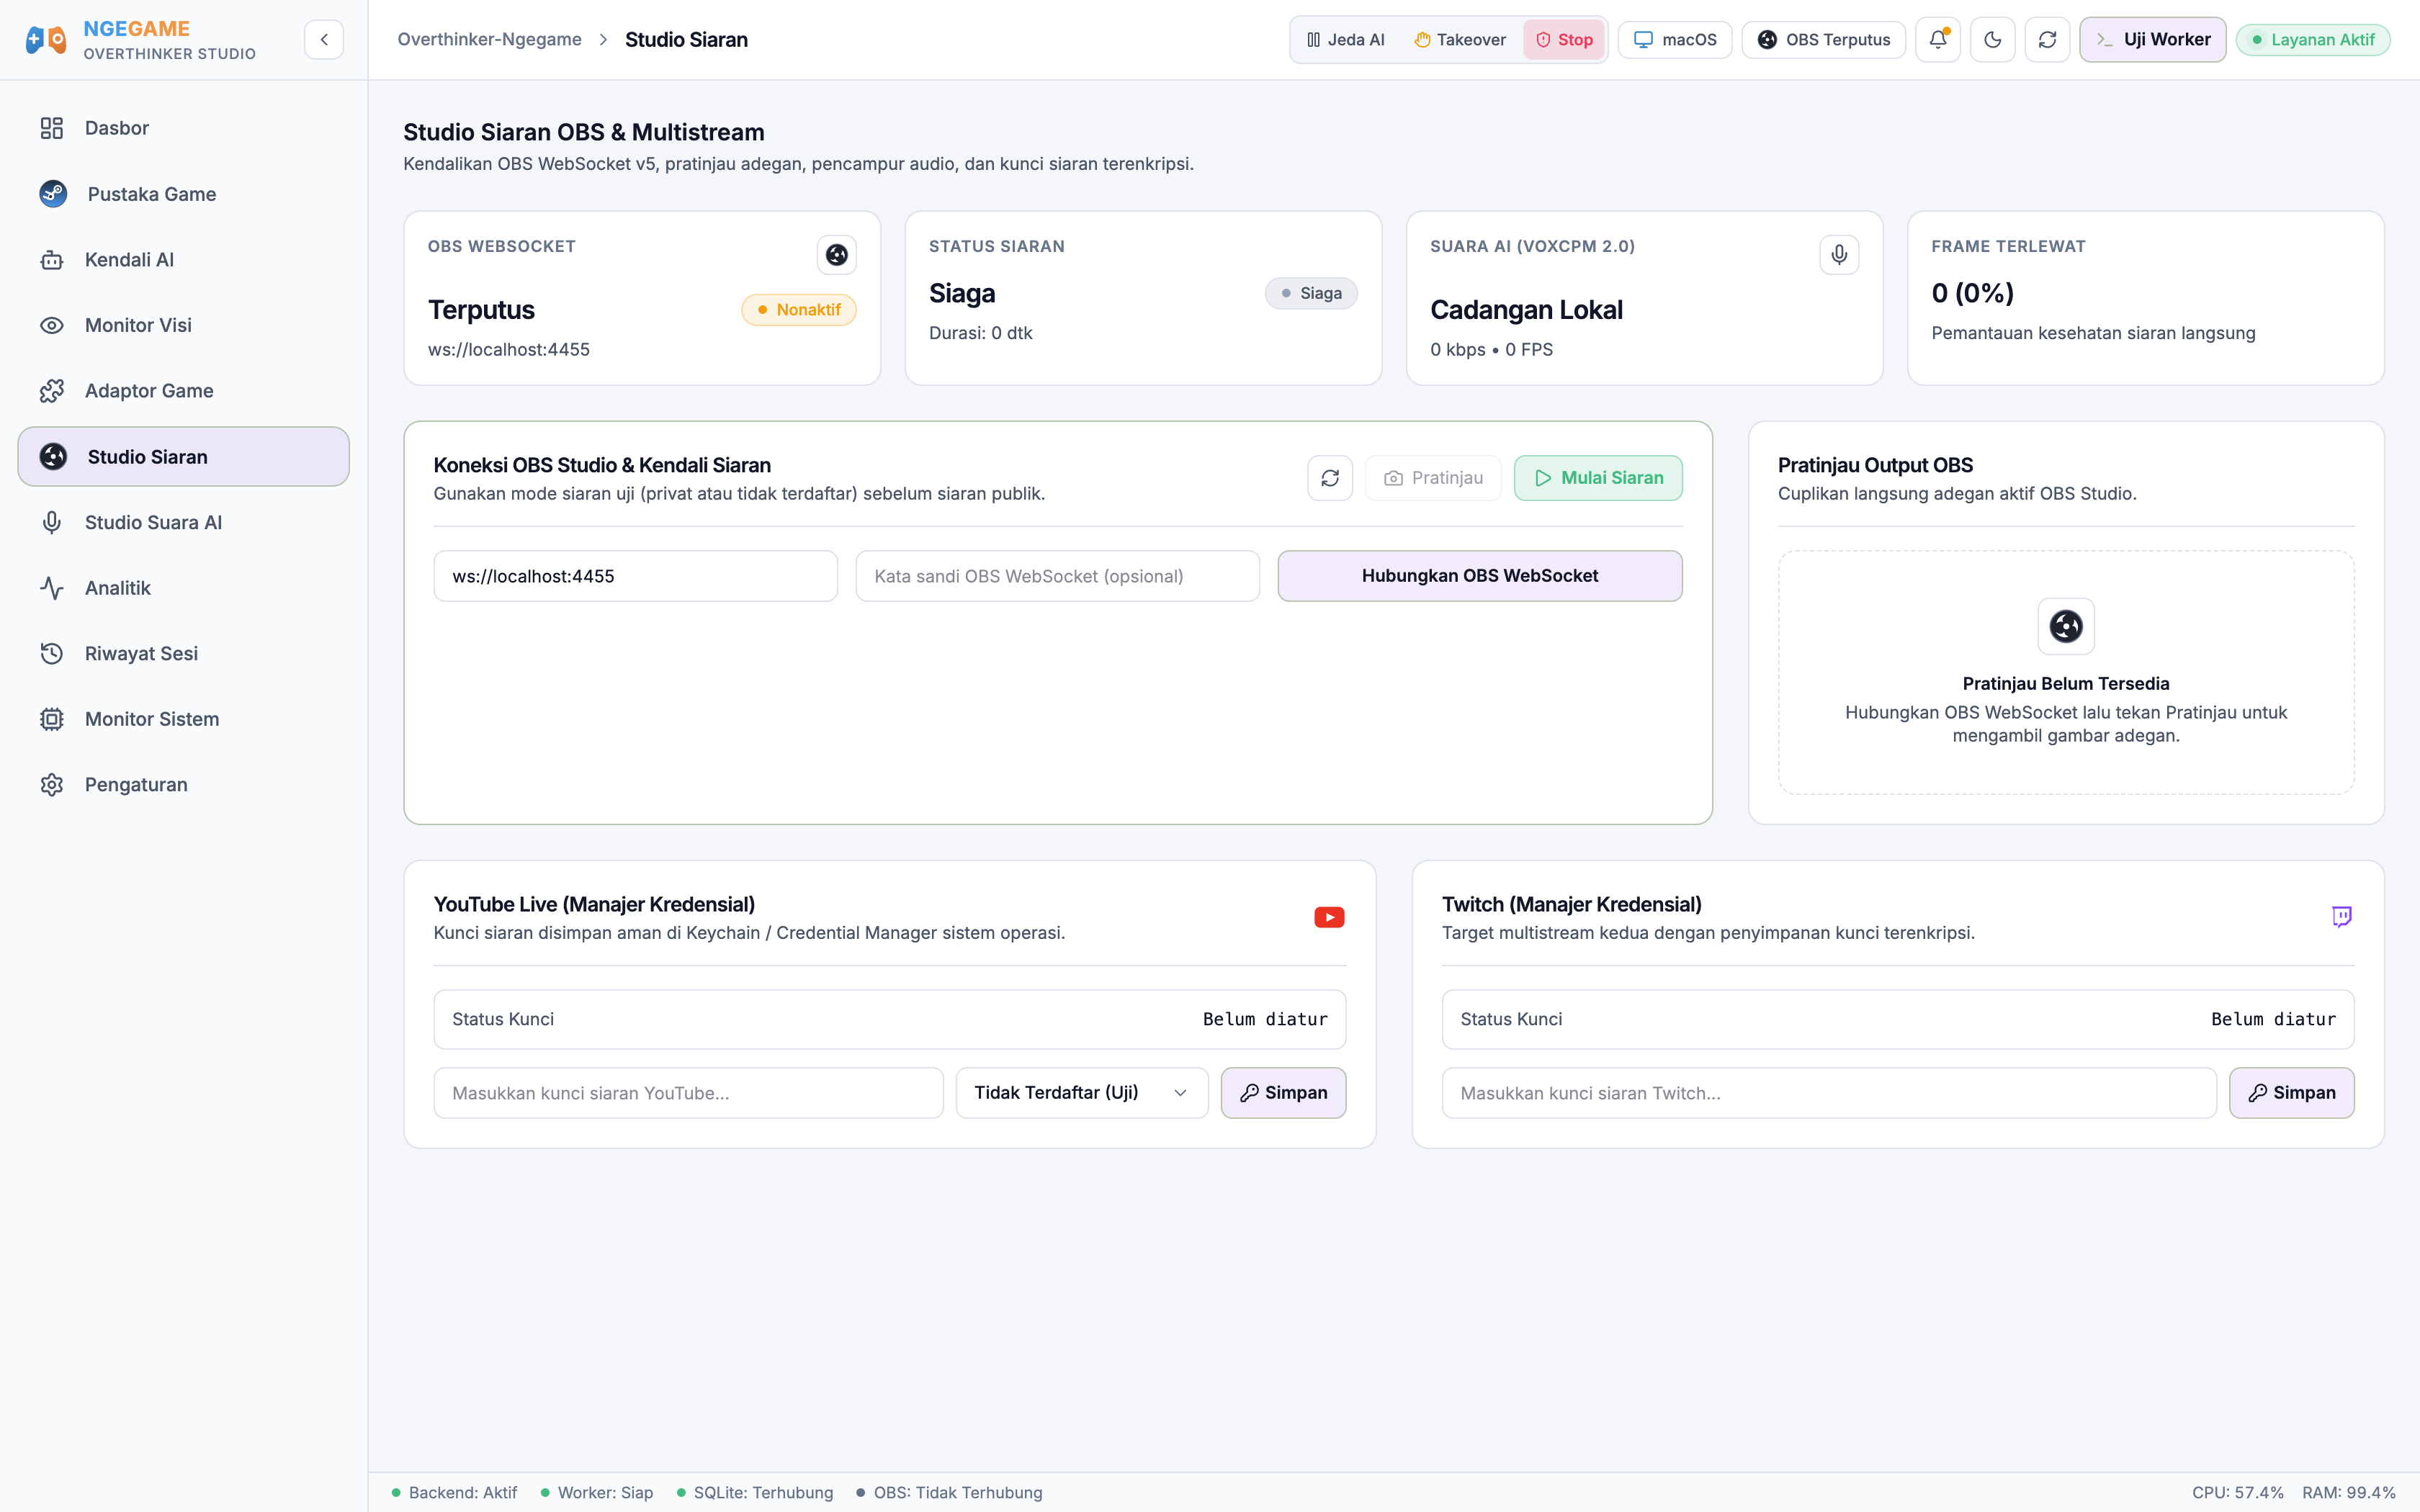 NGEGAME
OVERTHINKER STUDIO
Overthinker-Ngegame > Studio Siaran
Jeda AI
Takeover
Stop
macOS
OBS Terputus
Uji Worker
Layanan Aktif
Dasbor
Pustaka Game
Kendali AI
Monitor Visi
Adaptor Game
Studio Siaran
Studio Suara AI
Analitik
Riwayat Sesi
Monitor Sistem
Pengaturan
Studio Siaran OBS & Multistream
Kendalikan OBS WebSocket v5, pratinjau adegan, pencampur audio, dan kunci siaran terenkripsi.
OBS WEBSOCKET
Terputus
Nonaktif
ws://localhost:4455
STATUS SIARAN
Siaga
Siaga
Durasi: 0 dtk
SUARA AI (VOXCPM 2.0)
Cadangan Lokal
0 kbps • 0 FPS
FRAME TERLEWAT
0 (0%)
Pemantauan kesehatan siaran langsung
Koneksi OBS Studio & Kendali Siaran
Gunakan mode siaran uji (privat atau tidak terdaftar) sebelum siaran publik.
Pratinjau
Mulai Siaran
ws://localhost:4455
Kata sandi OBS WebSocket (opsional)
Hubungkan OBS WebSocket
Pratinjau Output OBS
Cuplikan langsung adegan aktif OBS Studio.
Pratinjau Belum Tersedia
Hubungkan OBS WebSocket lalu tekan Pratinjau untuk
mengambil gambar adegan.
YouTube Live (Manajer Kredensial)
Kunci siaran disimpan aman di Keychain / Credential Manager sistem operasi.
Status Kunci
Belum diatur
Masukkan kunci siaran YouTube...
Tidak Terdaftar (Uji)
Simpan
Twitch (Manajer Kredensial)
Target multistream kedua dengan penyimpanan kunci terenkripsi.
Status Kunci
Belum diatur
Masukkan kunci siaran Twitch...
Simpan
Backend: Aktif
Worker: Siap
SQLite: Terhubung
OBS: Tidak Terhubung
CPU: 57.4%
RAM: 99.4%